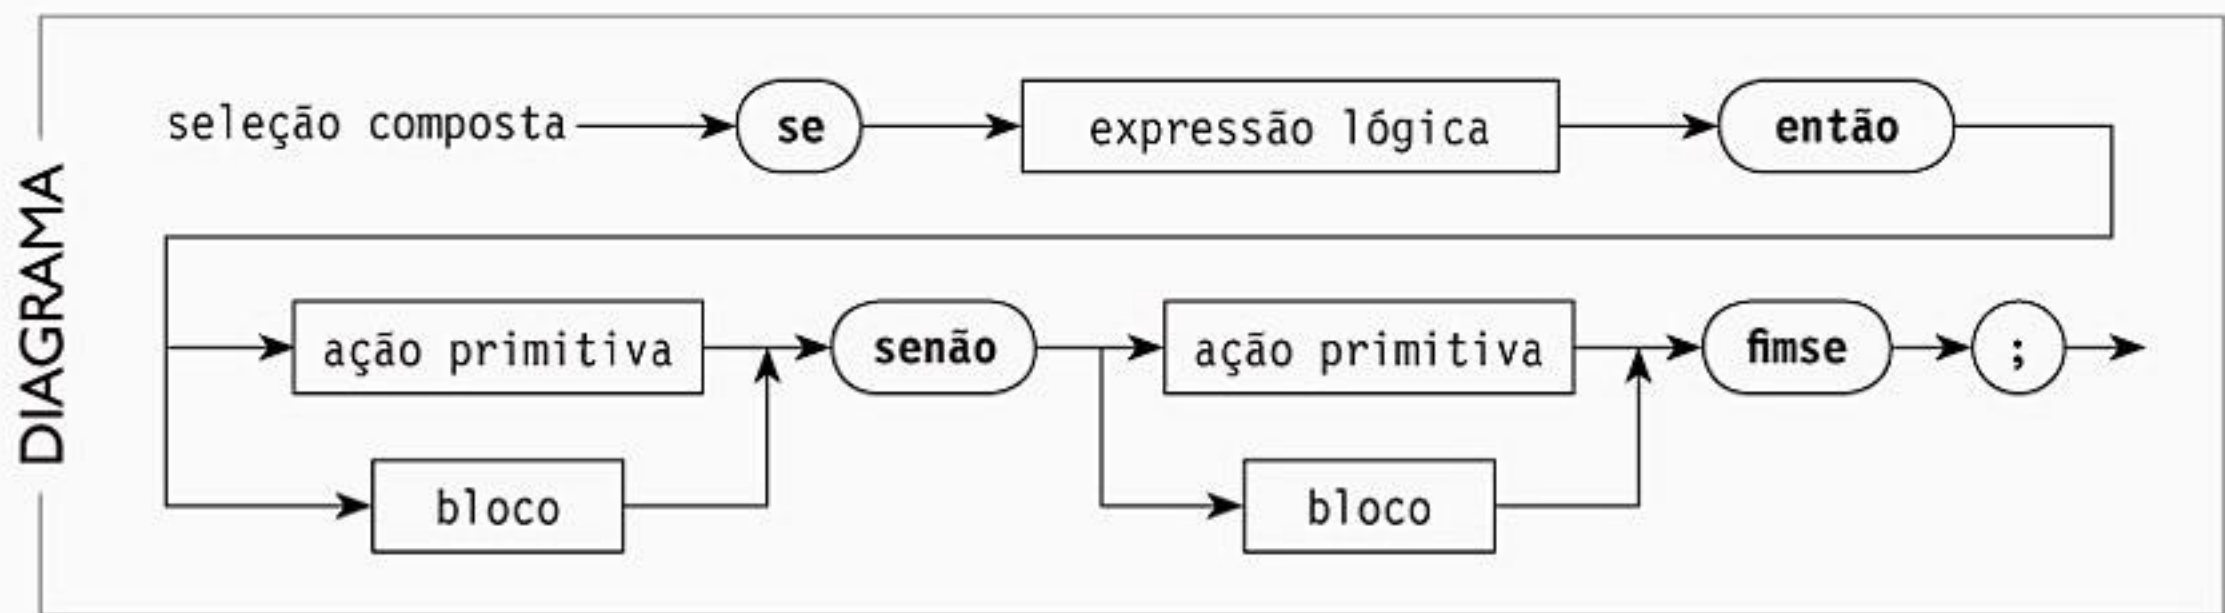 DIAGRAMA
seleção composta se expressão lógica então
ação primitiva senão ação primitiva fimse ;
bloco bloco